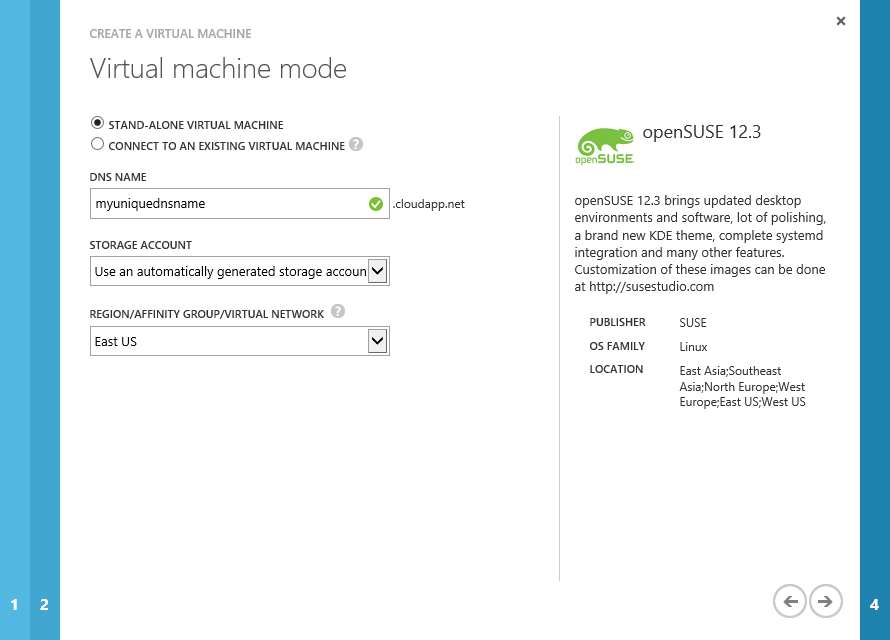 ×
CREATE A VIRTUAL MACHINE
Virtual machine mode
STAND-ALONE VIRTUAL MACHINE
CONNECT TO AN EXISTING VIRTUAL MACHINE ?
DNS NAME
myuniquednsname .cloudapp.net
STORAGE ACCOUNT
Use an automatically generated storage accoun
REGION/AFFINITY GROUP/VIRTUAL NETWORK ?
East US
openSUSE
openSUSE 12.3
openSUSE 12.3 brings updated desktop
environments and software, lot of polishing,
a brand new KDE theme, complete systemd
integration and many other features.
Customization of these images can be done
at http://susestudio.com
PUBLISHER SUSE
OS FAMILY Linux
LOCATION East Asia;Southeast
Asia;North Europe;West
Europe;East US;West US
1 2 4